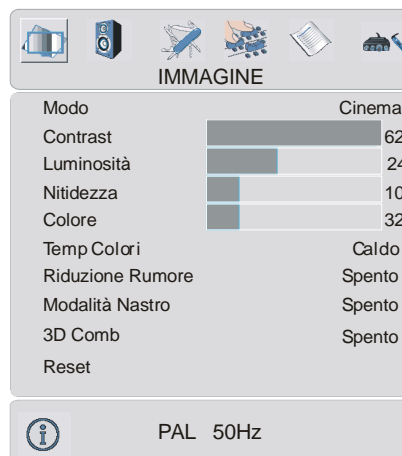 IMMAGINE
Modo Cinema
Contrast 62
Luminosità 24
Nitidezza 10
Colore 32
Temp Colori Caldo
Riduzione Rumore Spento
Modalità Nastro Spento
3D Comb Spento
Reset
PAL 50Hz